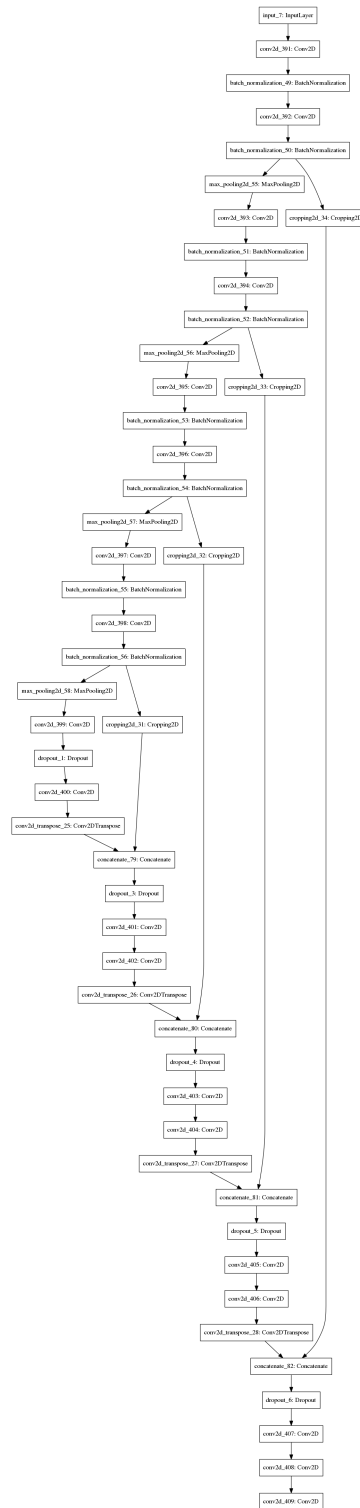 input_7: InputLayer
conv2d_391: Conv2D
batch_normalization_49: BatchNormalization
conv2d_392: Conv2D
batch_normalization_50: BatchNormalization
max_pooling2d_55: MaxPooling2D
cropping2d_34: Cropping2D
conv2d_393: Conv2D
batch_normalization_51: BatchNormalization
conv2d_394: Conv2D
batch_normalization_52: BatchNormalization
max_pooling2d_56: MaxPooling2D
conv2d_395: Conv2D
cropping2d_33: Cropping2D
batch_normalization_53: BatchNormalization
conv2d_396: Conv2D
batch_normalization_54: BatchNormalization
max_pooling2d_57: MaxPooling2D
conv2d_397: Conv2D
cropping2d_32: Cropping2D
batch_normalization_55: BatchNormalization
conv2d_398: Conv2D
batch_normalization_56: BatchNormalization
max_pooling2d_58: MaxPooling2D
conv2d_399: Conv2D
cropping2d_31: Cropping2D
dropout_1: Dropout
conv2d_400: Conv2D
conv2d_transpose_25: Conv2DTranspose
concatenate_79: Concatenate
dropout_3: Dropout
conv2d_401: Conv2D
conv2d_402: Conv2D
conv2d_transpose_26: Conv2DTranspose
concatenate_80: Concatenate
dropout_4: Dropout
conv2d_403: Conv2D
conv2d_404: Conv2D
conv2d_transpose_27: Conv2DTranspose
concatenate_81: Concatenate
dropout_5: Dropout
conv2d_405: Conv2D
conv2d_406: Conv2D
conv2d_transpose_28: Conv2DTranspose
concatenate_82: Concatenate
dropout_6: Dropout
conv2d_407: Conv2D
conv2d_408: Conv2D
conv2d_409: Conv2D